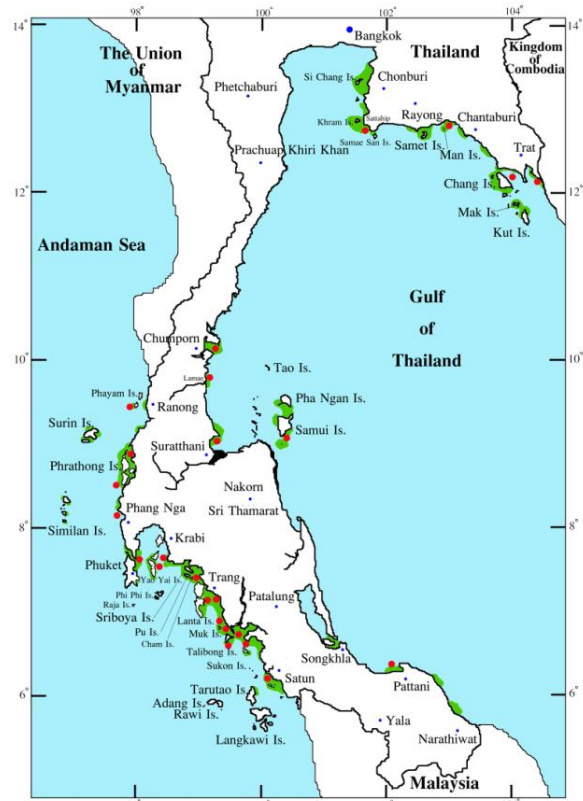 98° 100° 102° 104°
14° 14°
Bangkok
The Union
of
Myanmar
Thailand
Kingdom
of
Combodia
Si Chang Is.
Chonburi
Phetchaburi
Rayong
Chantaburi
Khram Is.
Sattahip
Samae San Is.
Samet Is.
Man Is.
Trat
Prachuap
Khiri Khan
12° 12°
Chang Is.
Mak Is.
Kut Is.
Andaman Sea
Gulf
of
Thailand
10° 10°
Chumporn
Lamae
Tao Is.
Phayam Is.
Ranong
Pha Ngan Is.
Surin Is.
Samui Is.
Suratthani
Phrathong Is.
Nakorn
Sri Thamarat
Phang Nga
Similan Is.
8° 8°
Krabi
Phuket
Yao Yai Is.
Trang
Phi Phi Is.
Raja Is.
Patalung
Sriboya Is.
Lanta Is.
Pu Is.
Muk Is.
Cham Is.
Talibong Is.
Songkhla
Sukon Is.
Satun
Pattani
Tarutao Is.
6° 6°
Adang Is.
Rawi Is.
Yala
Langkawi Is.
Narathiwat
Malaysia